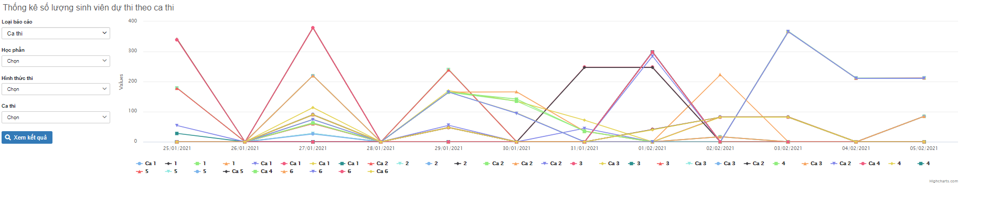 Thống kê số lượng sinh viên dự thi theo ca thi
Loại báo cáo
Ca thi
Học phần
Chọn
Hình thức thi
Chọn
Ca thi
Chọn
Xem kết quả
Values
400
300
200
100
0
25/01/2021 26/01/2021 27/01/2021 28/01/2021 29/01/2021 30/01/2021 31/01/2021 01/02/2021 02/02/2021 03/02/2021 04/02/2021 05/02/2021
Ca 1 1 1 1 Ca 1 Ca 1 Ca 1 Ca 1 Ca 2 2 2 2 Ca 2 Ca 2 Ca 2 3 Ca 3 3 3 Ca 3 Ca 3 Ca 2 4 Ca 3 Ca 2 Ca 4 4 4
5 5 5 Ca 5 Ca 4 6 6 6 Ca 6
Highcharts.com